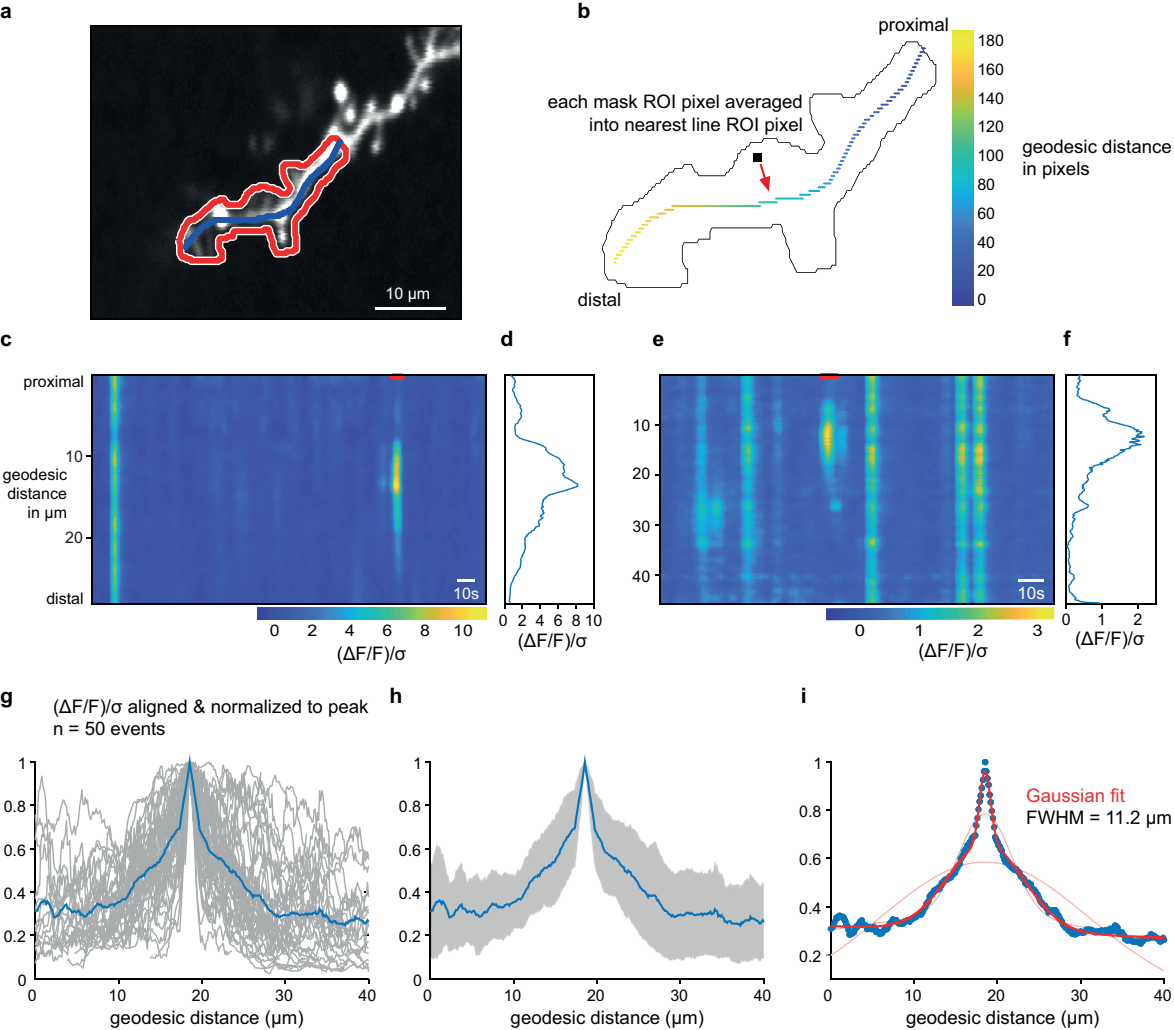 a
10 µm
b
proximal
each mask ROI pixel averaged
into nearest line ROI pixel
distal
180
160
140
120
100
80
60
40
20
0
geodesic distance
in pixels
c
proximal
10
geodesic
distance
in µm
20
distal
10s
0 2 4 6 8 10
(ΔF/F)/σ
d
0 2 4 6 8 10
(ΔF/F)/σ
e
10
20
30
40
10s
0 1 2 3
(ΔF/F)/σ
f
0 1 2
(ΔF/F)/σ
g
(ΔF/F)/σ aligned & normalized to peak
n = 50 events
1
0.8
0.6
0.4
0.2
0
0 10 20 30 40
geodesic distance (µm)
h
1
0.8
0.6
0.4
0.2
0
0 10 20 30 40
geodesic distance (µm)
i
1
0.8
0.6
0.4
0.2
Gaussian fit
FWHM = 11.2 µm
0 10 20 30 40
geodesic distance (µm)